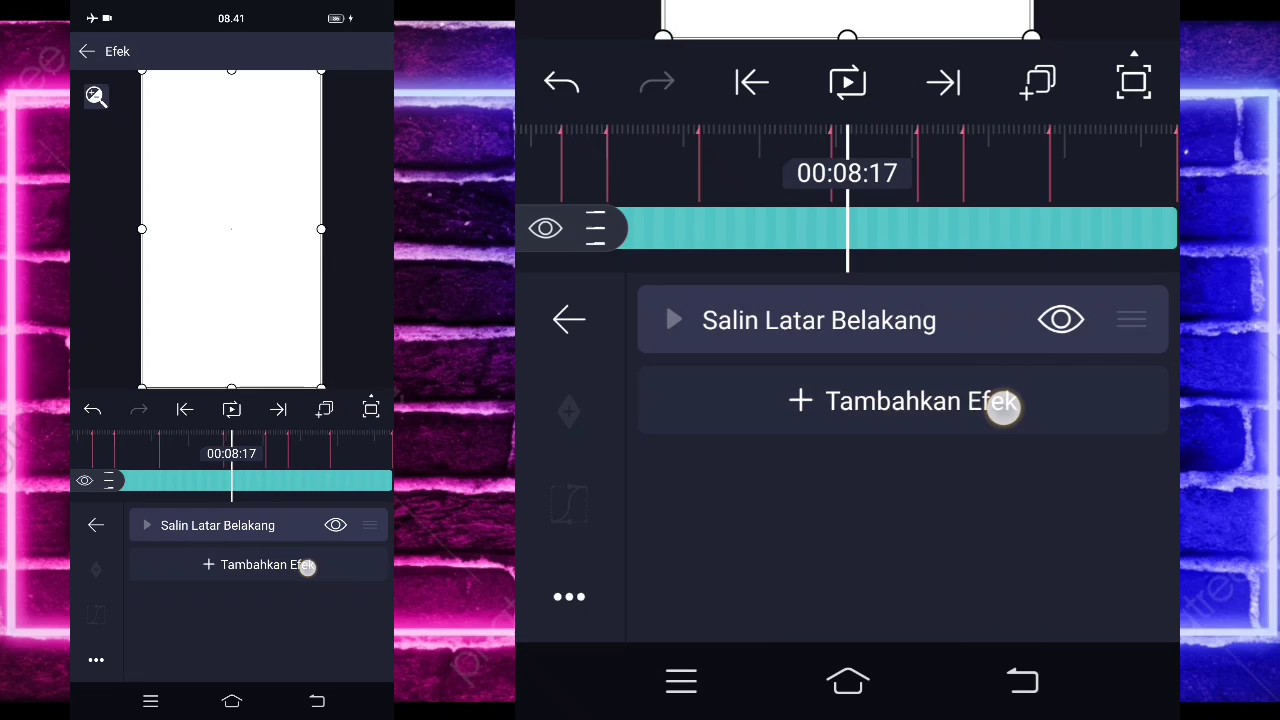 08.41
Efek
00:08:17
Salin Latar Belakang
Tambahkan Efek
00:08:17
Salin Latar Belakang
Tambahkan Efek